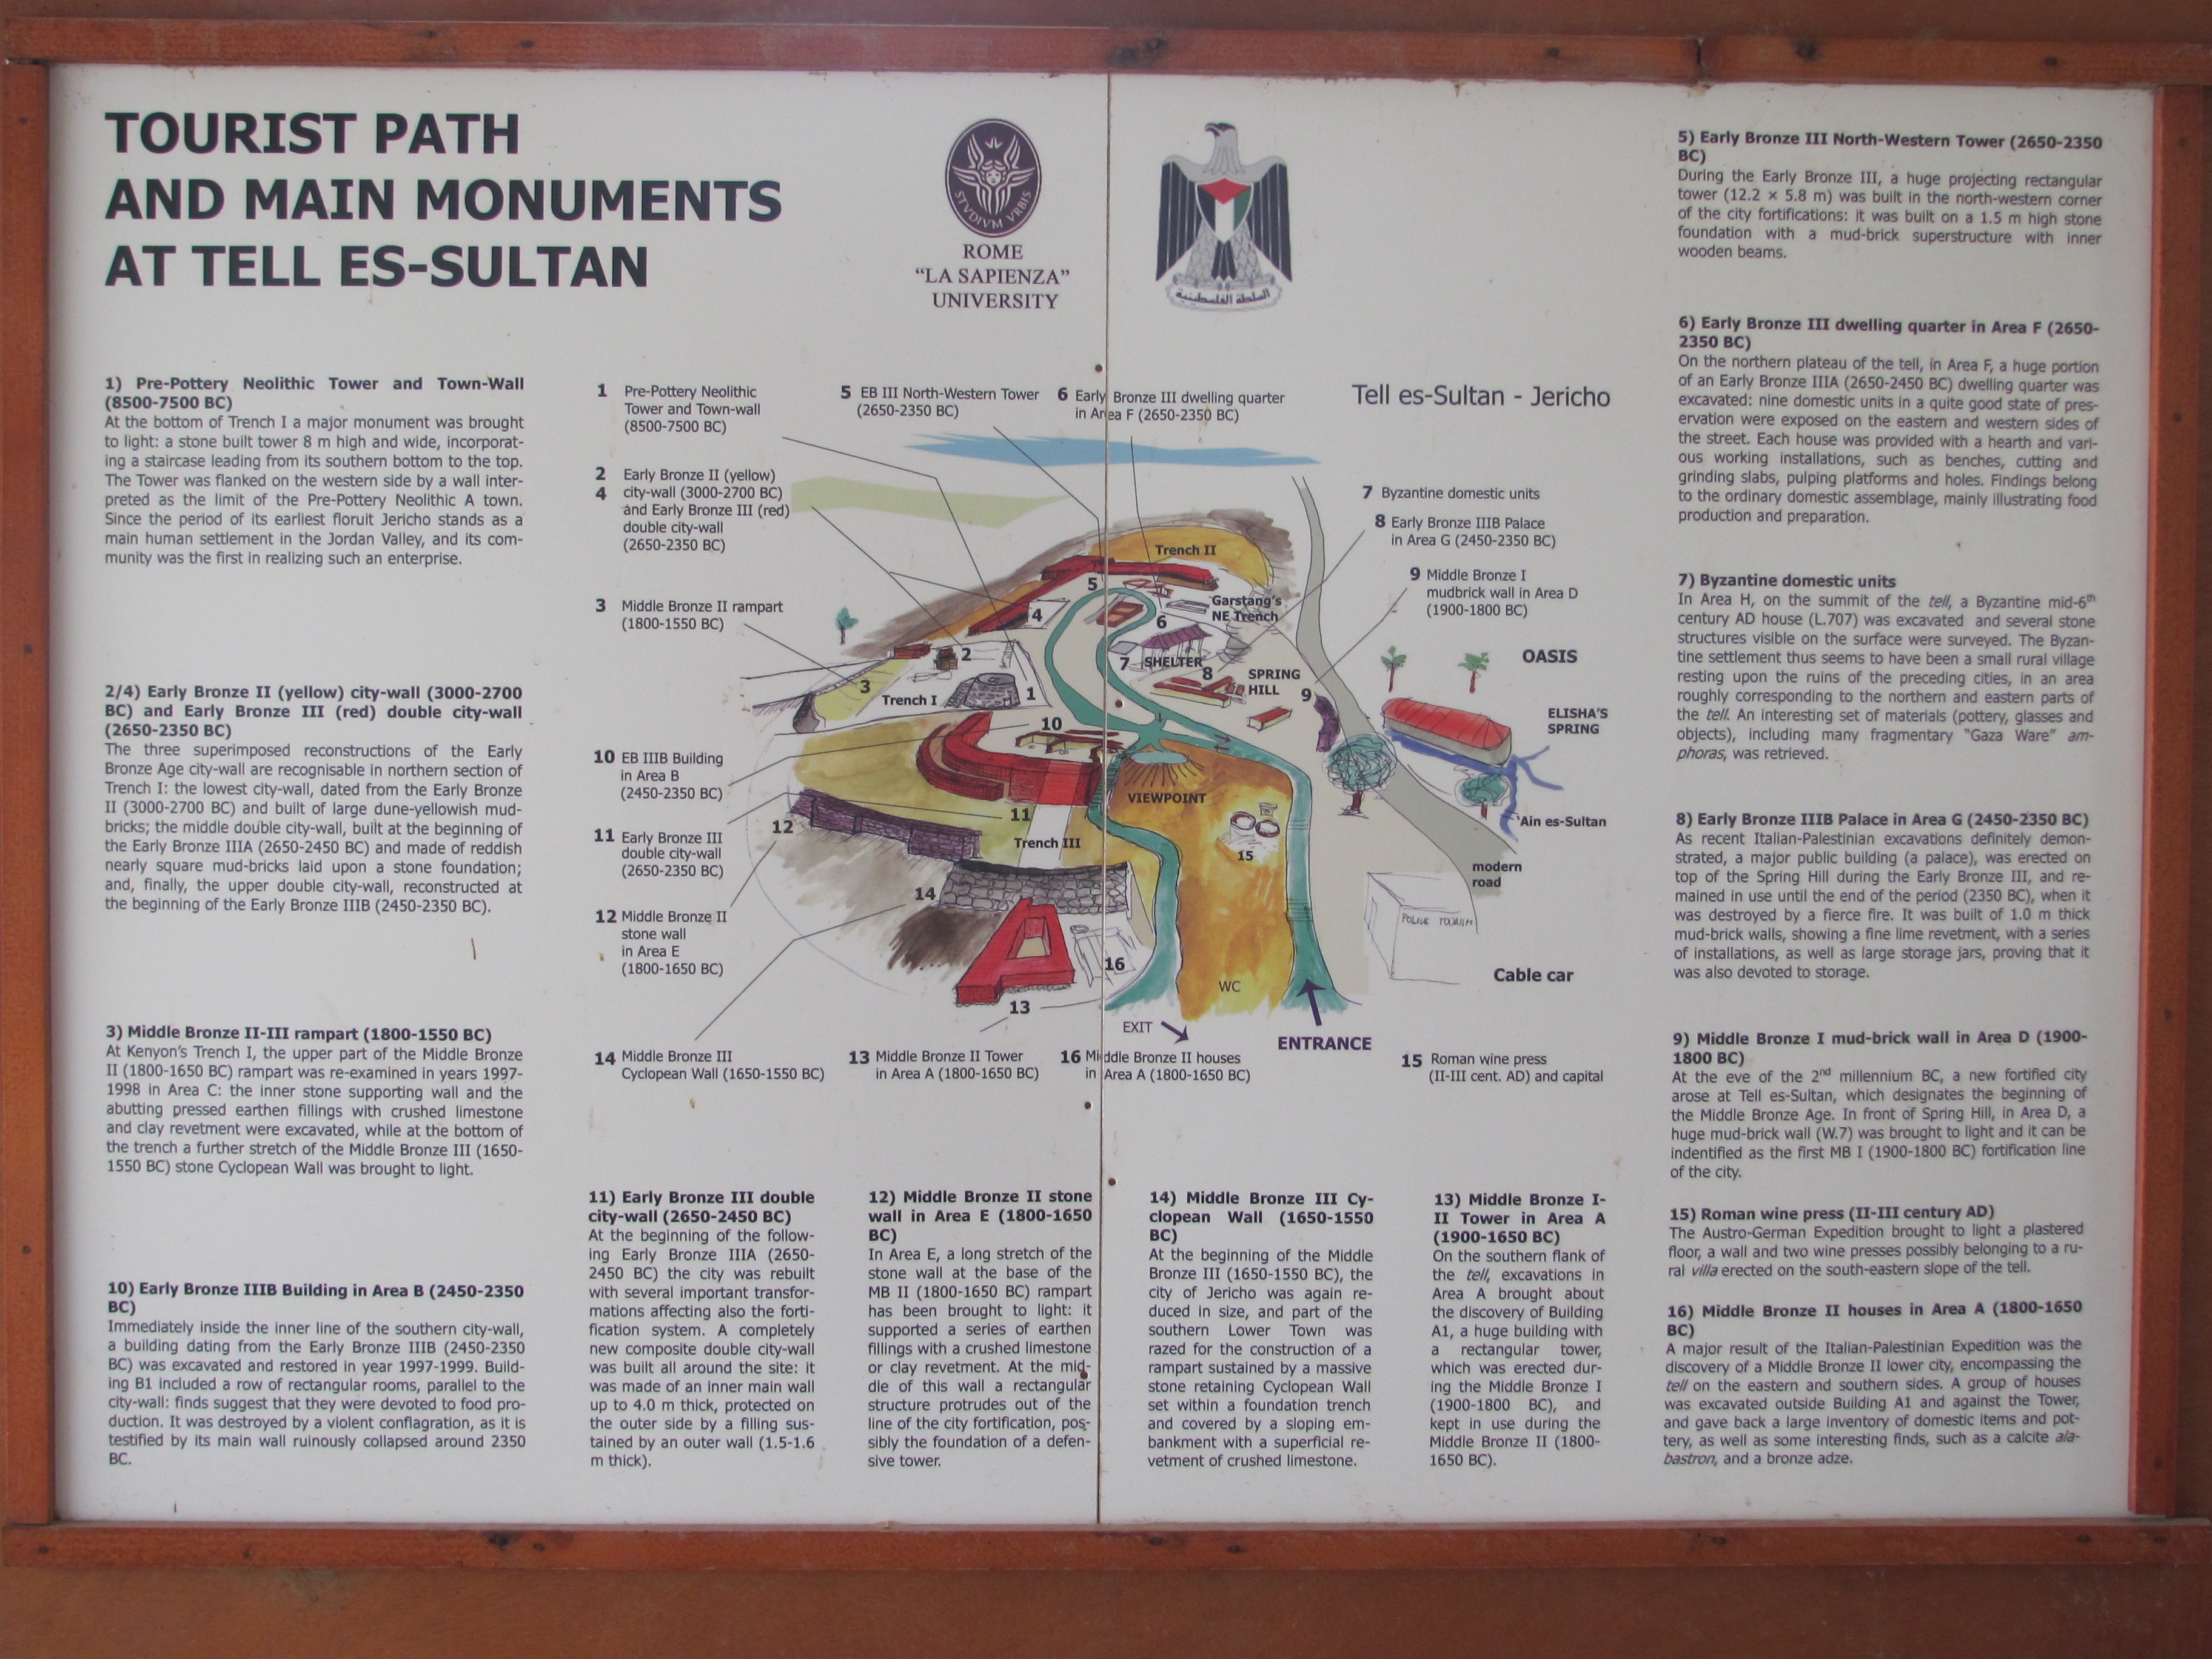 TOURIST PATH
AND MAIN MONUMENTS
AT TELL ES-SULTAN
STVDIVM VRBIS
ROME
"LA SAPIENZA"
UNIVERSITY
السلطة الفلسطينية
1) Pre-Pottery Neolithic Tower and Town-Wall
(8500-7500 BC)
At the bottom of Trench I a major monument was brought
to light: a stone built tower 8 m high and wide, incorporat-
ing a staircase leading from its southern bottom to the top.
The Tower was flanked on the western side by a wall inter-
preted as the limit of the Pre-Pottery Neolithic A town.
Since the period of its earliest floruit Jericho stands as a
main human settlement in the Jordan Valley, and its com-
munity was the first in realizing such an enterprise.
2/4) Early Bronze II (yellow) city-wall (3000-2700
BC) and Early Bronze III (red) double city-wall
(2650-2350 BC)
The three superimposed reconstructions of the Early
Bronze Age city-wall are recognisable in northern section of
Trench I: the lowest city-wall, dated from the Early Bronze
II (3000-2700 BC) and built of large dune-yellowish mud-
bricks; the middle double city-wall, built at the beginning of
the Early Bronze IIIA (2650-2450 BC) and made of reddish
nearly square mud-bricks laid upon a stone foundation;
and, finally, the upper double city-wall, reconstructed at
the beginning of the Early Bronze IIIB (2450-2350 BC).
3) Middle Bronze II-III rampart (1800-1550 BC)
At Kenyon's Trench I, the upper part of the Middle Bronze
II (1800-1650 BC) rampart was re-examined in years 1997-
1998 in Area C: the inner stone supporting wall and the
abutting pressed earthen fillings with crushed limestone
and clay revetment were excavated, while at the bottom of
the trench a further stretch of the Middle Bronze III (1650-
1550 BC) stone Cyclopean Wall was brought to light.
10) Early Bronze IIIB Building in Area B (2450-2350
BC)
Immediately inside the inner line of the southern city-wall,
a building dating from the Early Bronze IIIB (2450-2350
BC) was excavated and restored in year 1997-1999. Build-
ing B1 included a row of rectangular rooms, parallel to the
city-wall: finds suggest that they were devoted to food pro-
duction. It was destroyed by a violent conflagration, as it is
testified by its main wall ruinously collapsed around 2350
BC.
1 Pre-Pottery Neolithic
Tower and Town-wall
(8500-7500 BC)
2 Early Bronze II (yellow)
4 city-wall (3000-2700 BC)
and Early Bronze III (red)
double city-wall
(2650-2350 BC)
3 Middle Bronze II rampart
(1800-1550 BC)
5 EB III North-Western Tower
(2650-2350 BC)
6 Early Bronze III dwelling quarter
in Area F (2650-2350 BC)
Tell es-Sultan - Jericho
7 Byzantine domestic units
8 Early Bronze IIIB Palace
in Area G (2450-2350 BC)
9 Middle Bronze I
mudbrick wall in Area D
(1900-1800 BC)
10 EB IIIB Building
in Area B
(2450-2350 BC)
11 Early Bronze III
double city-wall
(2650-2350 BC)
12 Middle Bronze II
stone wall
in Area E
(1800-1650 BC)
Trench II
5
4
Garstang's
NE Trench
6
2
7 SHELTER
8
SPRING
HILL
9
OASIS
3
Trench I
1
ELISHA'S
SPRING
10
VIEWPOINT
11
12
Trench III
'Ain es-Sultan
15
modern
road
14
POLICE TOURISM
16
WC
Cable car
13
EXIT
ENTRANCE
14 Middle Bronze III
Cyclopean Wall (1650-1550 BC)
13 Middle Bronze II Tower
in Area A (1800-1650 BC)
16 Middle Bronze II houses
in Area A (1800-1650 BC)
15 Roman wine press
(II-III cent. AD) and capital
11) Early Bronze III double
city-wall (2650-2450 BC)
At the beginning of the follow-
ing Early Bronze IIIA (2650-
2450 BC) the city was rebuilt
with several important transfor-
mations affecting also the forti-
fication system. A completely
new composite double city-wall
was built all around the site: it
was made of an inner main wall
up to 4.0 m thick, protected on
the outer side by a filling sus-
tained by an outer wall (1.5-1.6
m thick).
12) Middle Bronze II stone
wall in Area E (1800-1650
BC)
In Area E, a long stretch of the
stone wall at the base of the
MB II (1800-1650 BC) rampart
has been brought to light: it
supported a series of earthen
fillings with a crushed limestone
or clay revetment. At the mid-
dle of this wall a rectangular
structure protrudes out of the
line of the city fortification, pos-
sibly the foundation of a defen-
sive tower.
14) Middle Bronze III Cy-
clopean Wall (1650-1550
BC)
At the beginning of the Middle
Bronze III (1650-1550 BC), the
city of Jericho was again re-
duced in size, and part of the
southern Lower Town was
razed for the construction of a
rampart sustained by a massive
stone retaining Cyclopean Wall
set within a foundation trench
and covered by a sloping em-
bankment with a superficial re-
vetment of crushed limestone.
13) Middle Bronze I-
II Tower in Area A
(1900-1650 BC)
On the southern flank of
the tell, excavations in
Area A brought about
the discovery of Building
A1, a huge building with
a rectangular tower,
which was erected dur-
ing the Middle Bronze I
(1900-1800 BC), and
kept in use during the
Middle Bronze II (1800-
1650 BC).
5) Early Bronze III North-Western Tower (2650-2350
BC)
During the Early Bronze III, a huge projecting rectangular
tower (12.2 × 5.8 m) was built in the north-western corner
of the city fortifications: it was built on a 1.5 m high stone
foundation with a mud-brick superstructure with inner
wooden beams.
6) Early Bronze III dwelling quarter in Area F (2650-
2350 BC)
On the northern plateau of the tell, in Area F, a huge portion
of an Early Bronze IIIA (2650-2450 BC) dwelling quarter was
excavated: nine domestic units in a quite good state of pres-
ervation were exposed on the eastern and western sides of
the street. Each house was provided with a hearth and vari-
ous working installations, such as benches, cutting and
grinding slabs, pulping platforms and holes. Findings belong
to the ordinary domestic assemblage, mainly illustrating food
production and preparation.
7) Byzantine domestic units
In Area H, on the summit of the tell, a Byzantine mid-6th
century AD house (L.707) was excavated and several stone
structures visible on the surface were surveyed. The Byzan-
tine settlement thus seems to have been a small rural village
resting upon the ruins of the preceding cities, in an area
roughly corresponding to the northern and eastern parts of
the tell. An interesting set of materials (pottery, glasses and
objects), including many fragmentary "Gaza Ware" am-
phoras, was retrieved.
8) Early Bronze IIIB Palace in Area G (2450-2350 BC)
As recent Italian-Palestinian excavations definitely demon-
strated, a major public building (a palace), was erected on
top of the Spring Hill during the Early Bronze III, and re-
mained in use until the end of the period (2350 BC), when it
was destroyed by a fierce fire. It was built of 1.0 m thick
mud-brick walls, showing a fine lime revetment, with a series
of installations, as well as large storage jars, proving that it
was also devoted to storage.
9) Middle Bronze I mud-brick wall in Area D (1900-
1800 BC)
At the eve of the 2nd millennium BC, a new fortified city
arose at Tell es-Sultan, which designates the beginning of
the Middle Bronze Age. In front of Spring Hill, in Area D, a
huge mud-brick wall (W.7) was brought to light and it can be
indentified as the first MB I (1900-1800 BC) fortification line
of the city.
15) Roman wine press (II-III century AD)
The Austro-German Expedition brought to light a plastered
floor, a wall and two wine presses possibly belonging to a ru-
ral villa erected on the south-eastern slope of the tell.
16) Middle Bronze II houses in Area A (1800-1650
BC)
A major result of the Italian-Palestinian Expedition was the
discovery of a Middle Bronze II lower city, encompassing the
tell on the eastern and southern sides. A group of houses
was excavated outside Building A1 and against the Tower,
and gave back a large inventory of domestic items and pot-
tery, as well as some interesting finds, such as a calcite ala-
bastron, and a bronze adze.